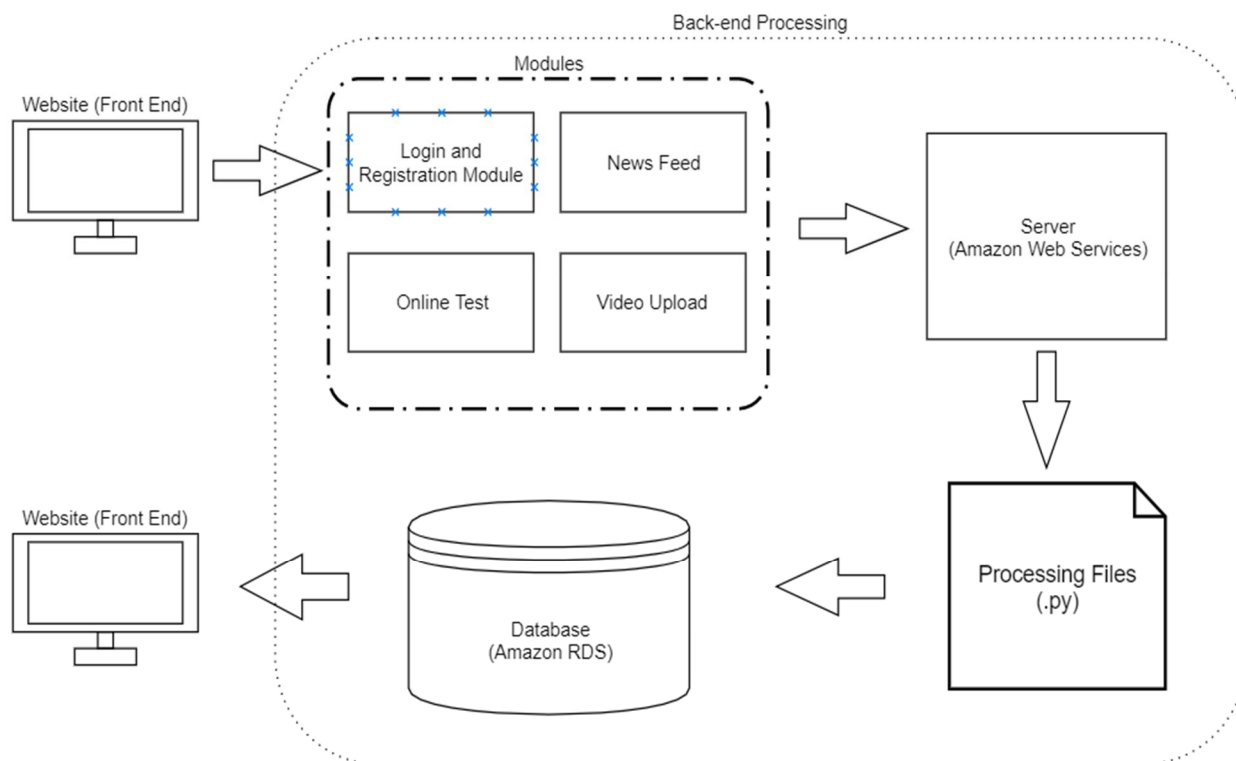 Back-end Processing
Modules
Website (Front End)
Login and
Registration Module
News Feed
Server
(Amazon Web Services)
Online Test
Video Upload
Website (Front End)
Processing Files
(.py)
Database
(Amazon RDS)